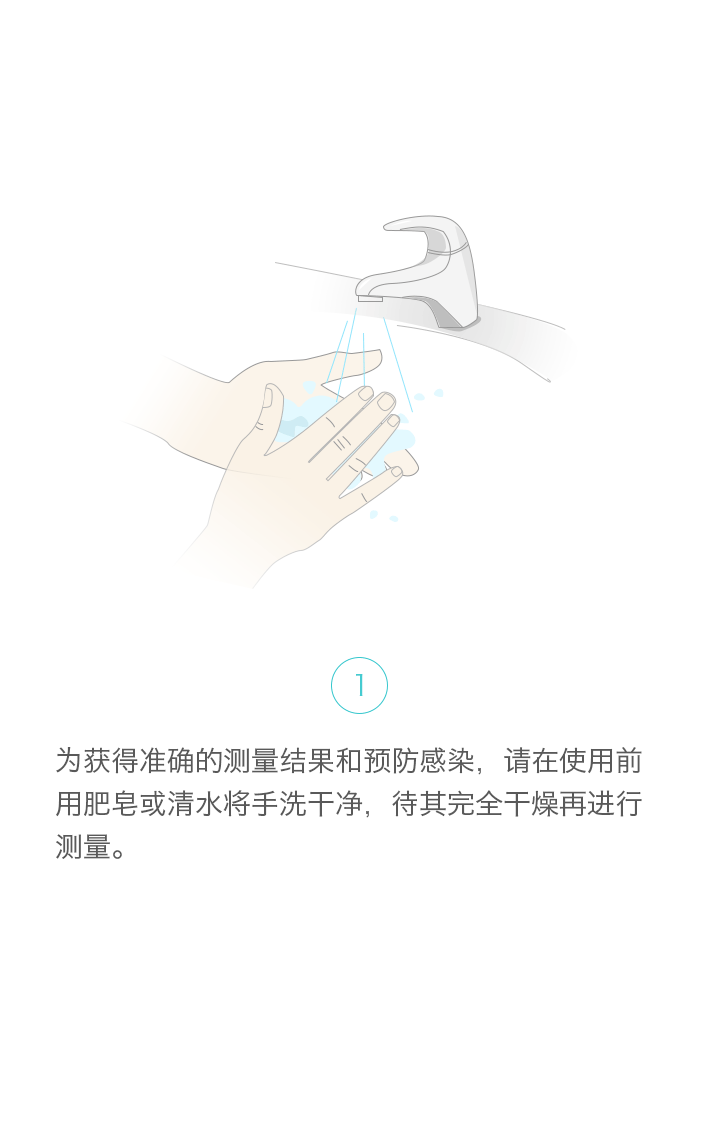 1
为获得准确的测量结果和预防感染，请在使用前
用肥皂或清水将手洗干净，待其完全干燥再进行
测量。